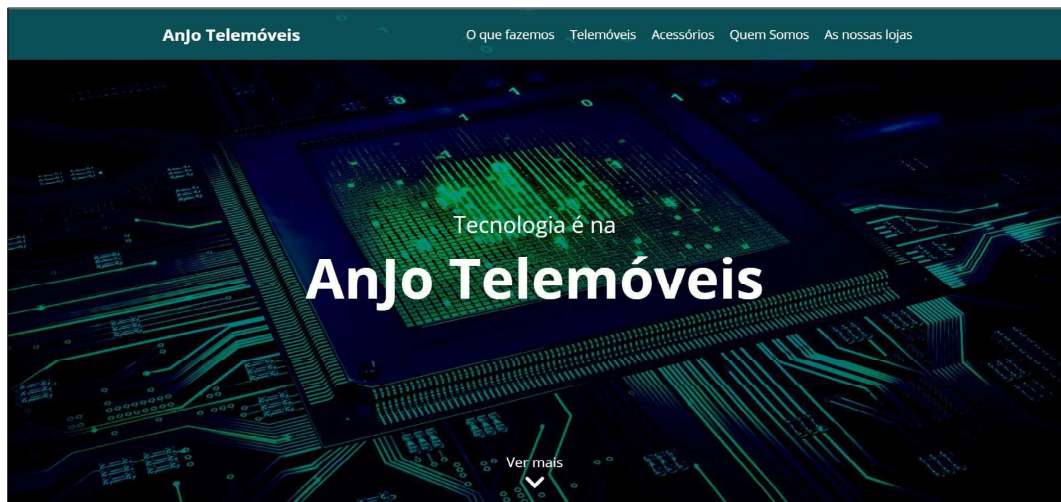 AnJo Telemóveis
O que fazemos Telemóveis Acessórios Quem Somos As nossas lojas
Tecnologia é na
AnJo Telemóveis
Ver mais